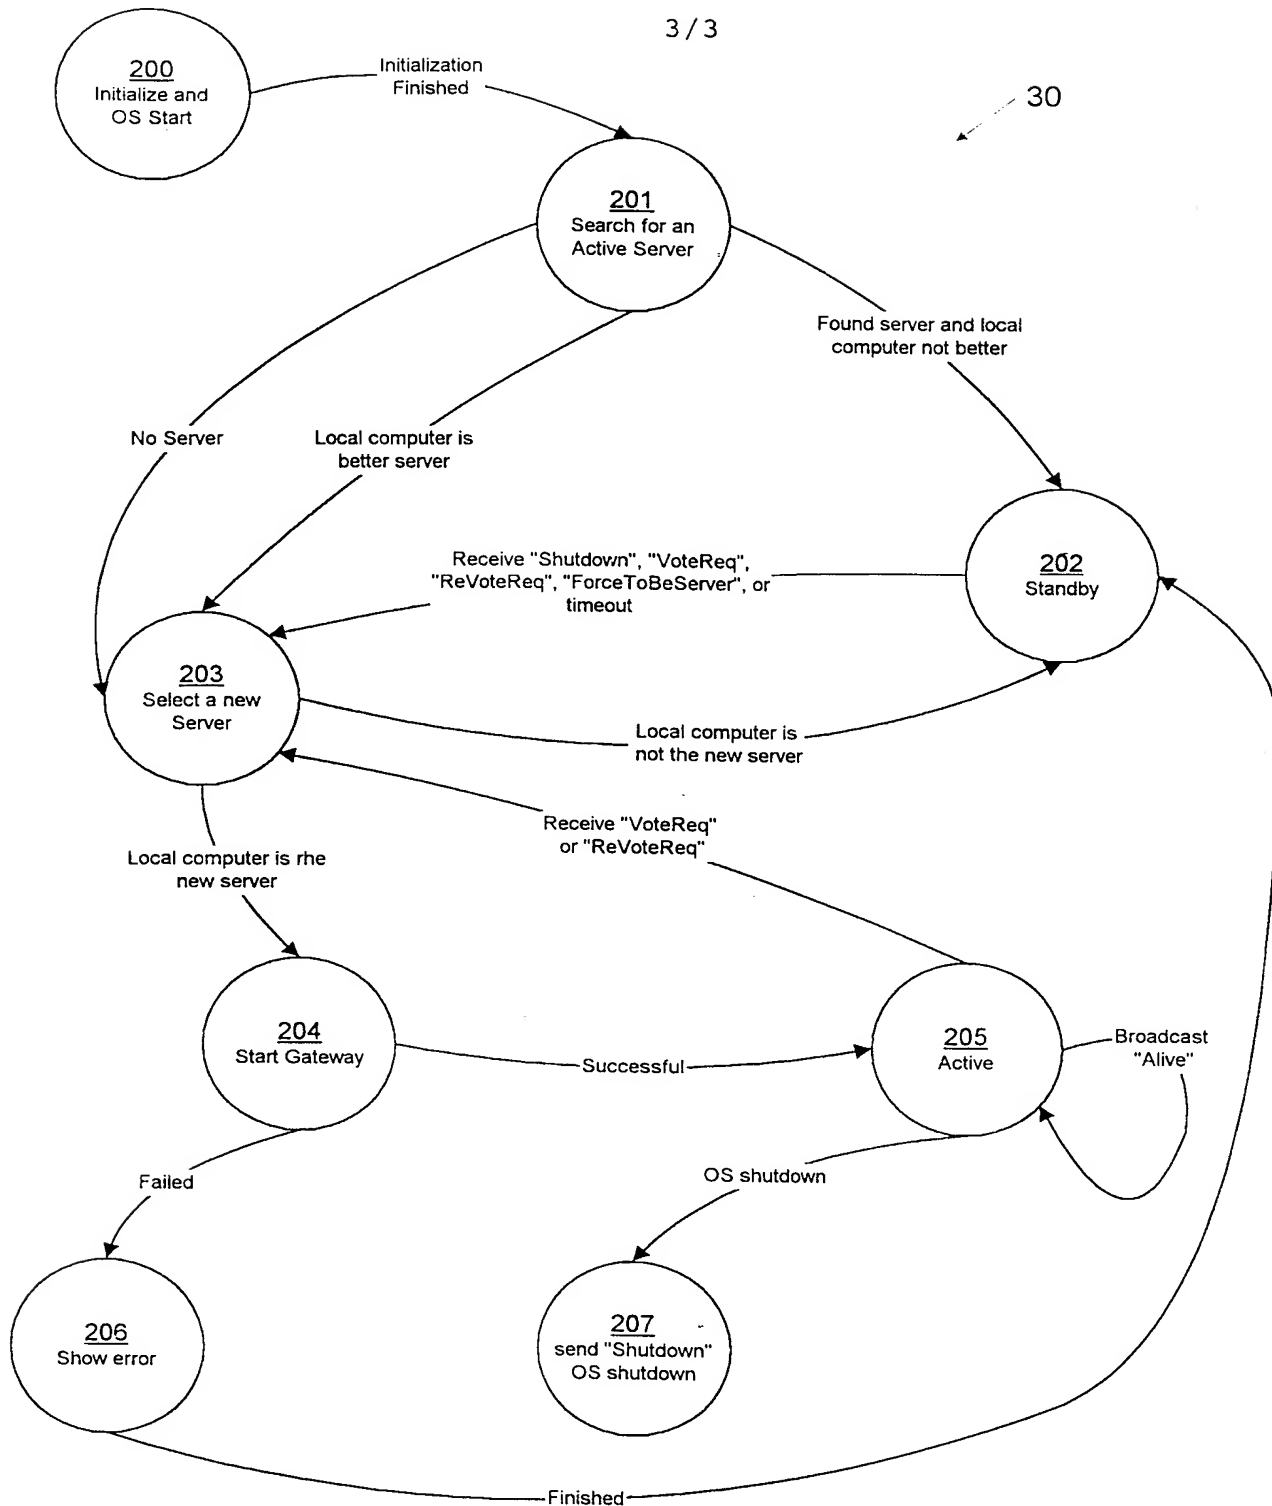 3/3
200
Initialize and
OS Start
Initialization
Finished
30
201
Search for an
Active Server
Found server and local
computer not better
No Server
Local computer is
better server
Receive "Shutdown", "VoteReq",
"ReVoteReq", "ForceToBeServer", or
timeout
202
Standby
203
Select a new
Server
Local computer is
not the new server
Receive "VoteReq"
or "ReVoteReq"
Local computer is rhe
new server
204
Start Gateway
Successful
205
Active
Broadcast
"Alive"
Failed
OS shutdown
206
Show error
207
send "Shutdown"
OS shutdown
Finished